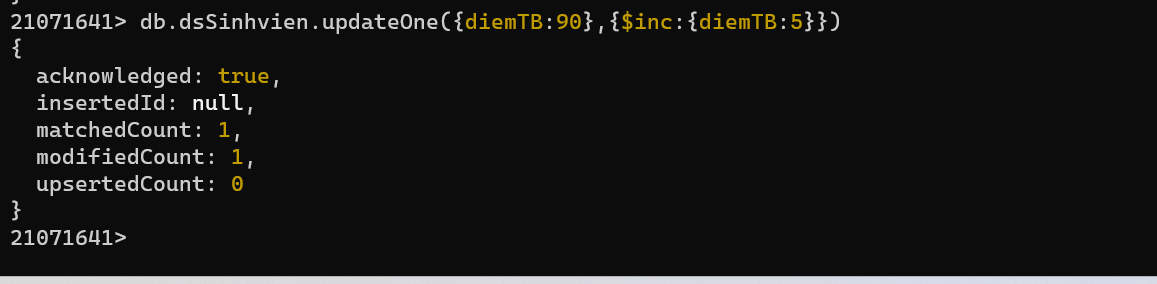 }
21071641> db.dsSinhvien.updateOne({diemTB:90},{$inc:{diemTB:5}})
{
  acknowledged: true,
  insertedId: null,
  matchedCount: 1,
  modifiedCount: 1,
  upsertedCount: 0
}
21071641>